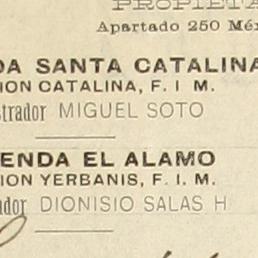 PROPIETA
Apartado 250 Méx
DA SANTA CATALINA
ION CATALINA, F. I M.
strador MIGUEL SOTO
ENDA EL ALAMO
ION YERBANIS, F. I. M.
ador DIONISIO SALAS H